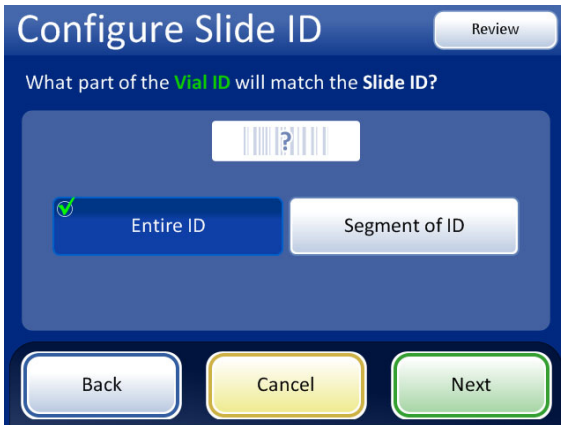 Configure Slide ID
Review
What part of the Vial ID will match the Slide ID?
?
Entire ID
Segment of ID
Back
Cancel
Next